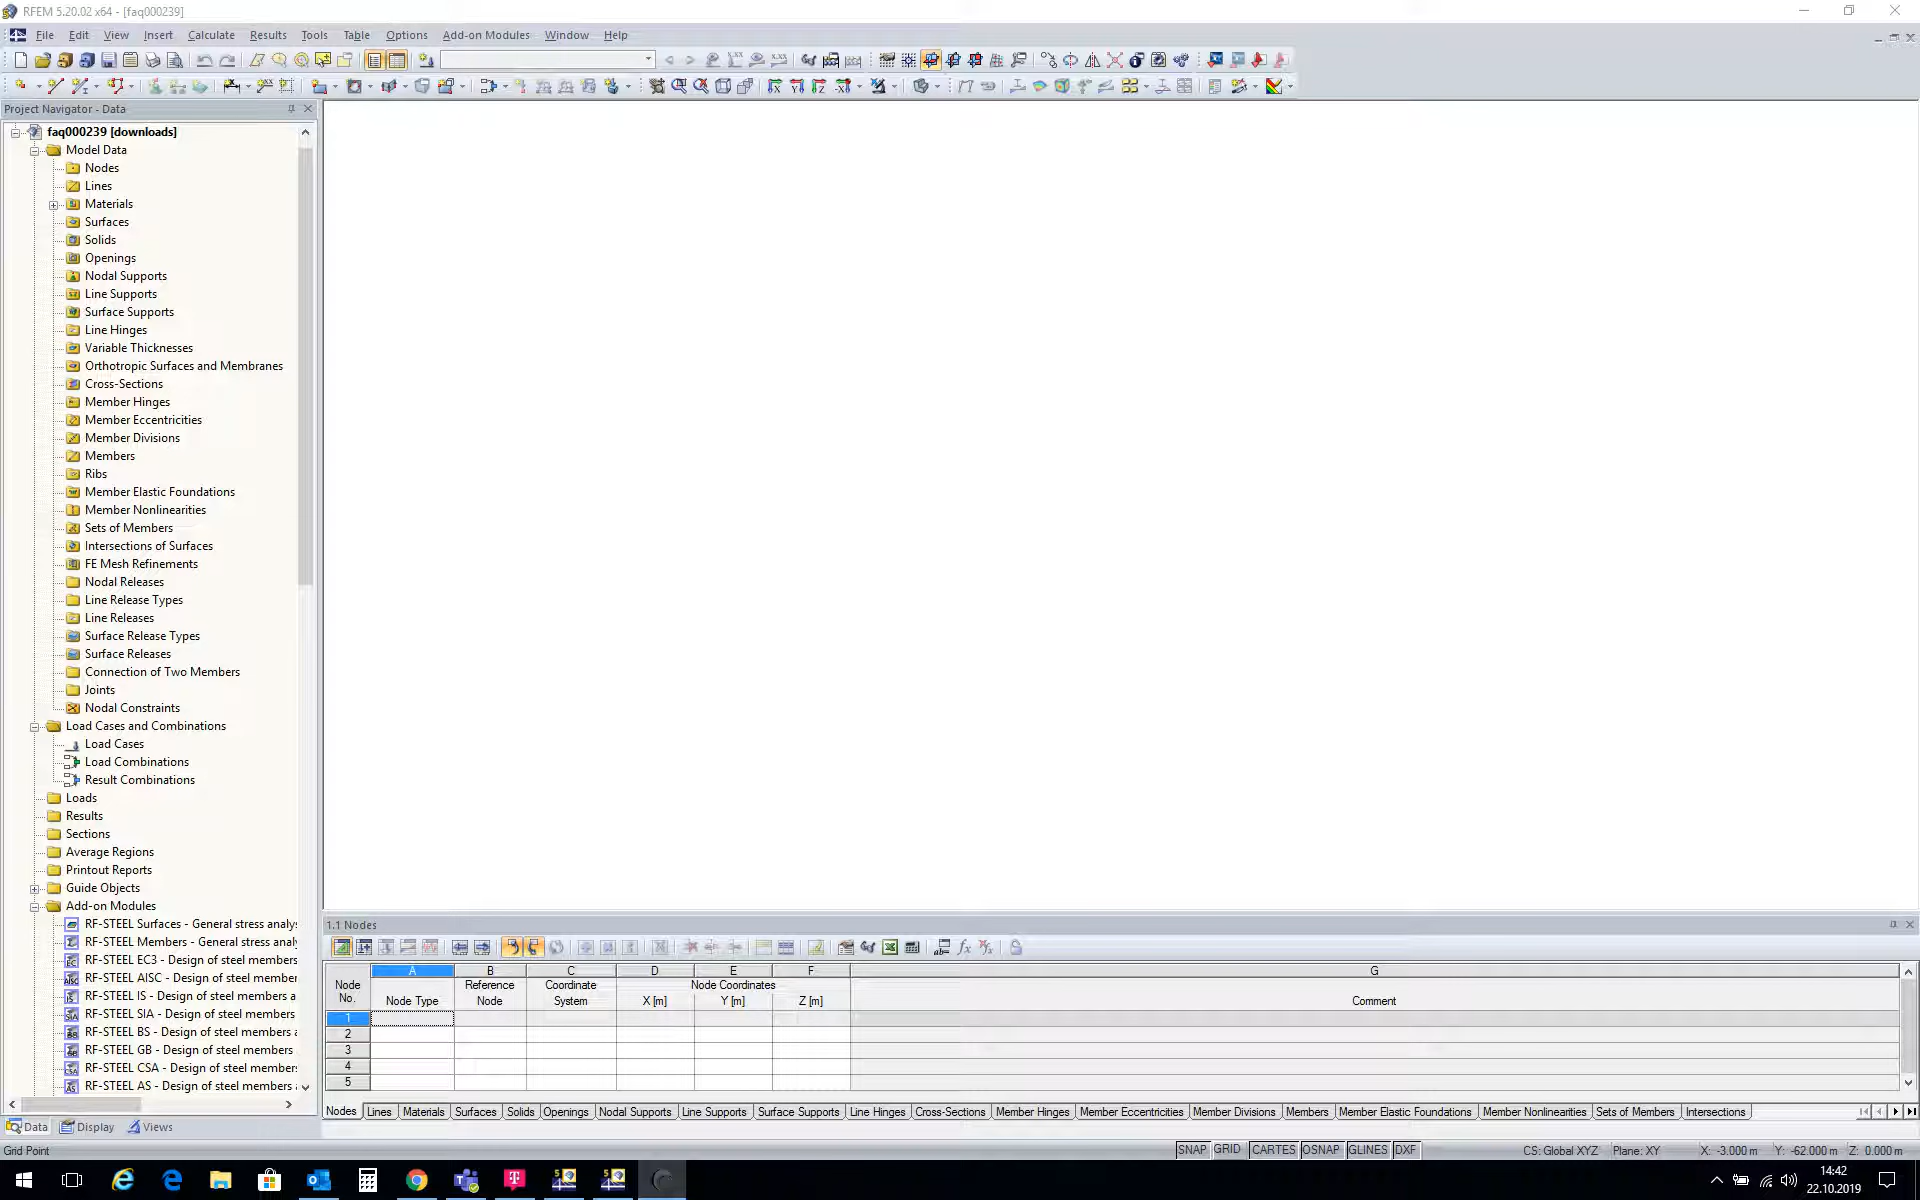 RFEM 5.20.02 x64 - [faq000239]
File Edit View Insert Calculate Results Tools Table Options Add-on Modules Window Help
Project Navigator - Data
faq000239 [downloads]
Model Data
Nodes
Lines
Materials
Surfaces
Solids
Openings
Nodal Supports
Line Supports
Surface Supports
Line Hinges
Variable Thicknesses
Orthotropic Surfaces and Membranes
Cross-Sections
Member Hinges
Member Eccentricities
Member Divisions
Members
Ribs
Member Elastic Foundations
Member Nonlinearities
Sets of Members
Intersections of Surfaces
FE Mesh Refinements
Nodal Releases
Line Release Types
Line Releases
Surface Release Types
Surface Releases
Connection of Two Members
Joints
Nodal Constraints
Load Cases and Combinations
Load Cases
Load Combinations
Result Combinations
Loads
Results
Sections
Average Regions
Printout Reports
Guide Objects
Add-on Modules
RF-STEEL Surfaces - General stress analys
RF-STEEL Members - General stress analy
RF-STEEL EC3 - Design of steel members
RF-STEEL AISC - Design of steel member
RF-STEEL IS - Design of steel members a
RF-STEEL SIA - Design of steel members
RF-STEEL BS - Design of steel members a
RF-STEEL GB - Design of steel members
RF-STEEL CSA - Design of steel member
RF-STEEL AS - Design of steel members
Data Display Views
1.1 Nodes
A B C D E F G
Node No. Node Type Reference Node Coordinate System Node Coordinates X [m] Y [m] Z [m] Comment
1
2
3
4
5
Nodes Lines Materials Surfaces Solids Openings Nodal Supports Line Supports Surface Supports Line Hinges Cross-Sections Member Hinges Member Eccentricities Member Divisions Members Member Elastic Foundations Member Nonlinearities Sets of Members Intersections
Grid Point SNAP GRID CARTES OSNAP GLINES DXF CS: Global XYZ Plane: XY X: -3.000 m Y: -62.000 m Z: 0.000 m
14:42
22.10.2019